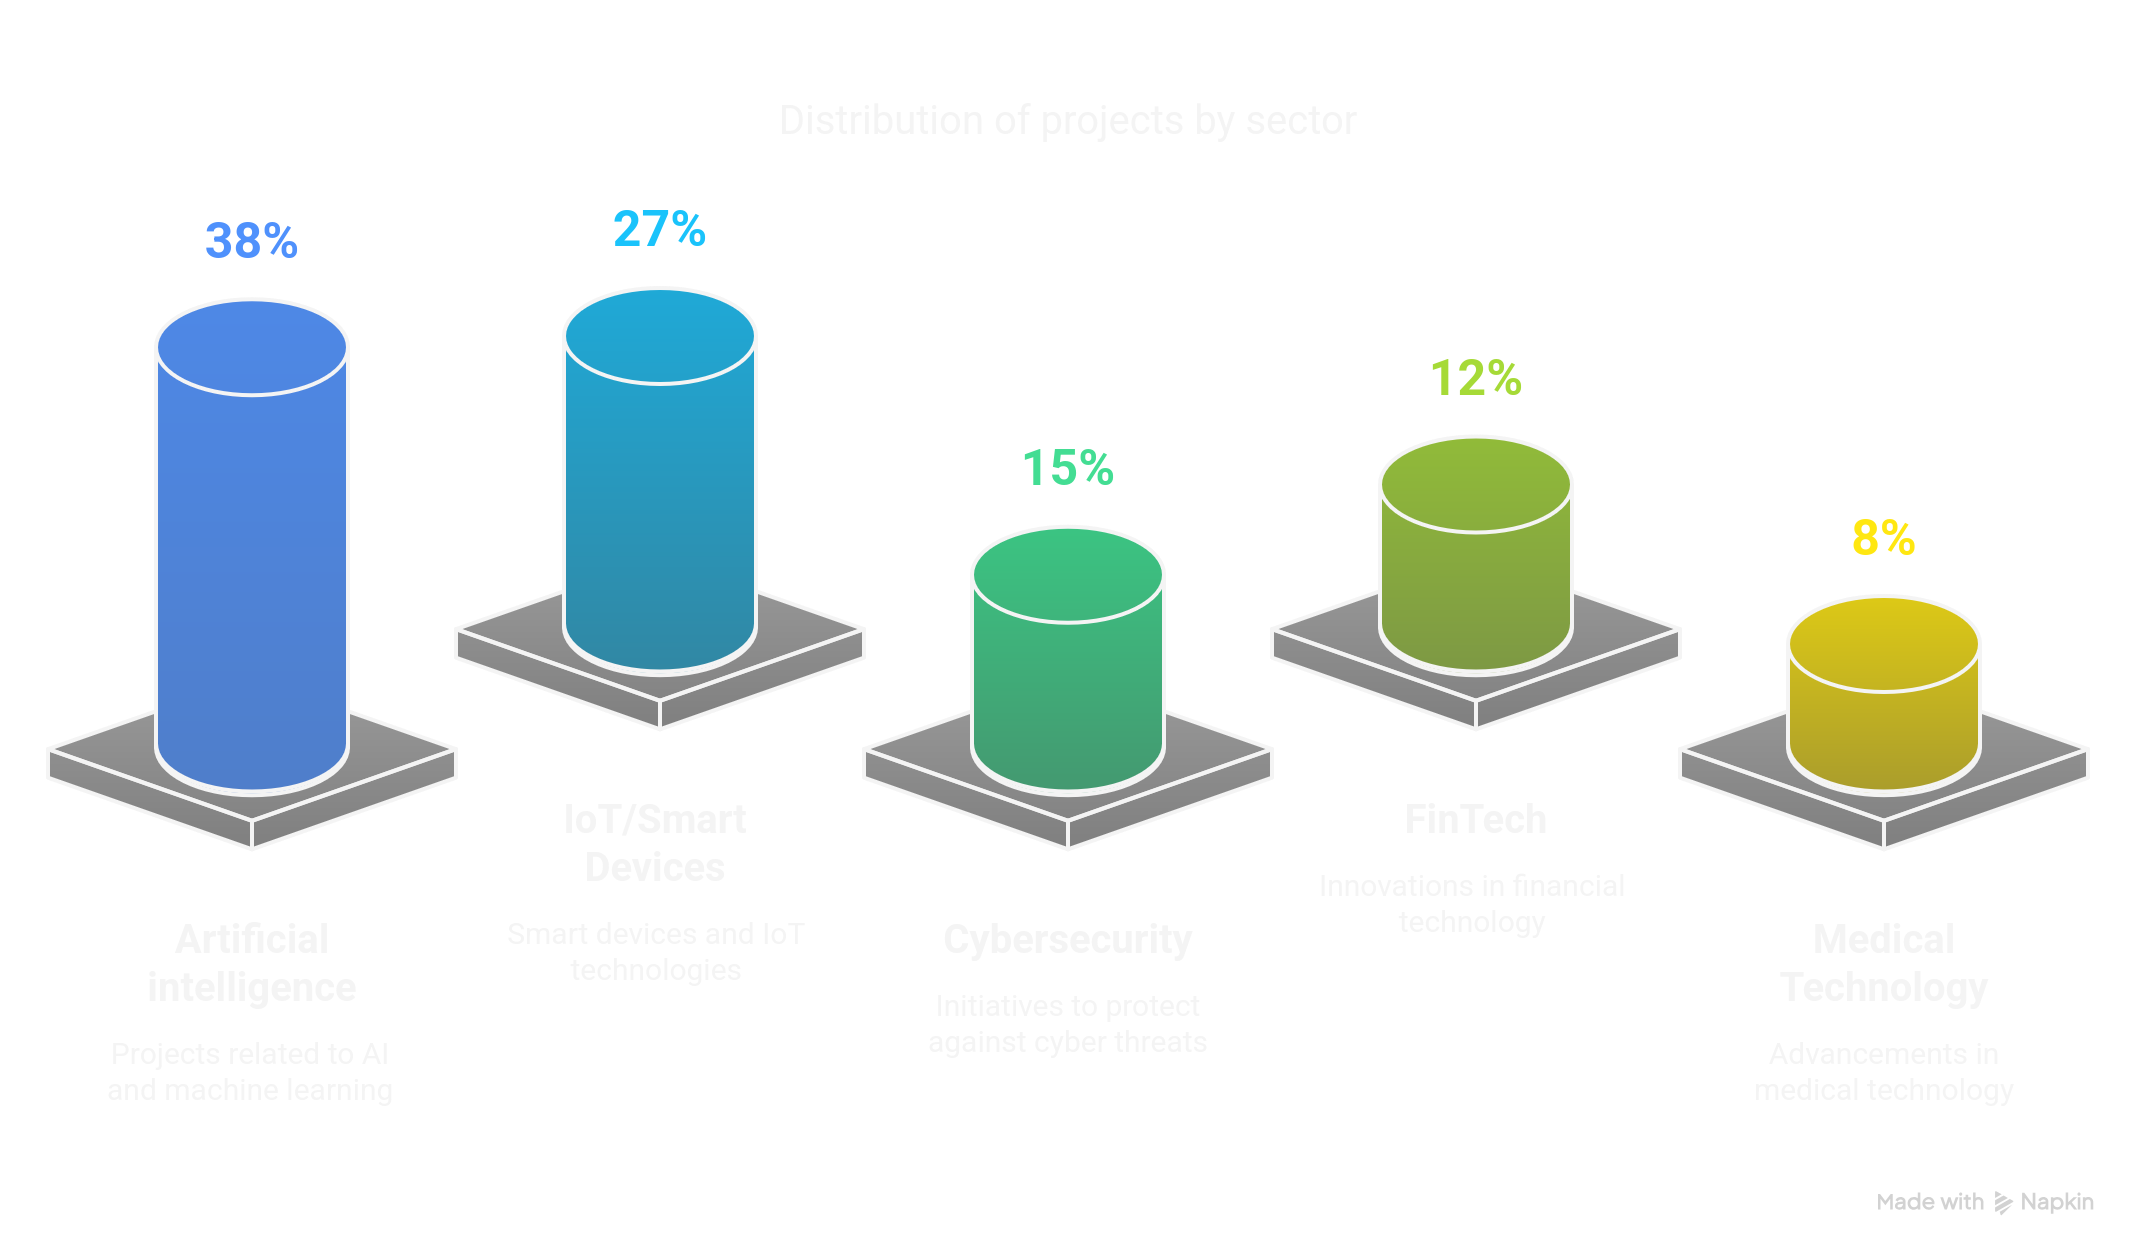 Distribution of projects by sector
38%
Artificial
intelligence
Projects related to AI
and machine learning
27%
IoT/Smart
Devices
Smart devices and IoT
technologies
15%
Cybersecurity
Initiatives to protect
against cyber threats
12%
FinTech
Innovations in financial
technology
8%
Medical
Technology
Advancements in
medical technology
Made with Napkin